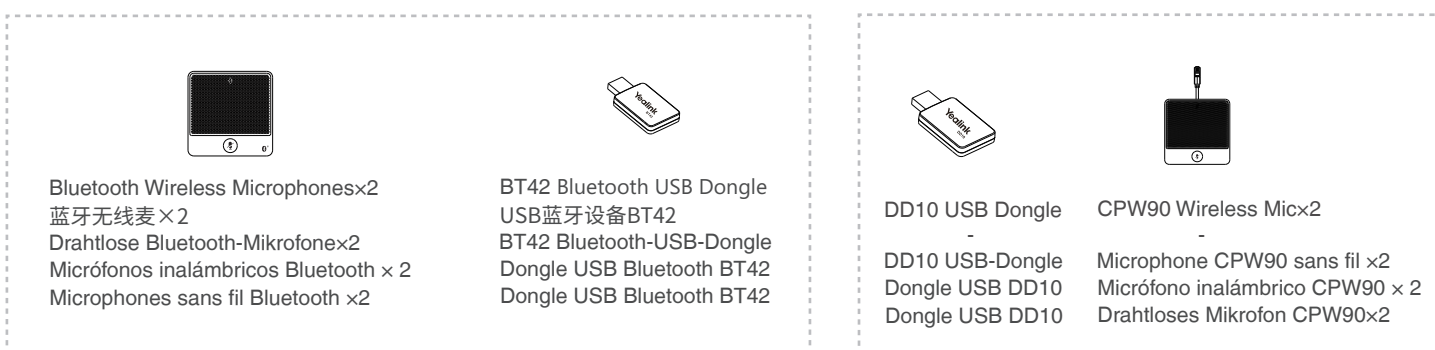 Yealink
BT42
Bluetooth Wireless Microphones×2
蓝牙无线麦×2
Drahtlose Bluetooth-Mikrofone×2
Micrófonos inalámbricos Bluetooth × 2
Microphones sans fil Bluetooth ×2
BT42 Bluetooth USB Dongle
USB蓝牙设备BT42
BT42 Bluetooth-USB-Dongle
Dongle USB Bluetooth BT42
Dongle USB Bluetooth BT42
Yealink
DD10
DD10 USB Dongle
-
DD10 USB-Dongle
Dongle USB DD10
Dongle USB DD10
CPW90 Wireless Mic×2
-
Microphone CPW90 sans fil ×2
Micrófono inalámbrico CPW90 × 2
Drahtloses Mikrofon CPW90×2